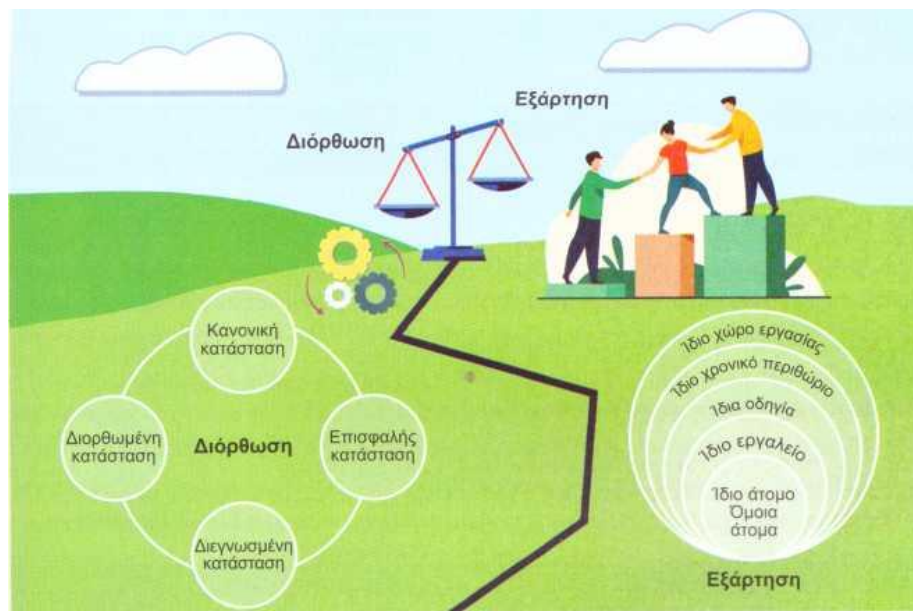 Εξάρτηση
Διόρθωση
Κανονική
κατάσταση
Διορθωμένη
κατάσταση
Διόρθωση
Επισφαλής
κατάσταση
Διεγνωσμένη
κατάσταση
Ίδιο χώρο εργασίας
Ίδιο χρονικό περιθώριο
Ίδια οδηγία
Ίδιο εργαλείο
Ίδιο άτομο
Όμοια
άτομα
Εξάρτηση